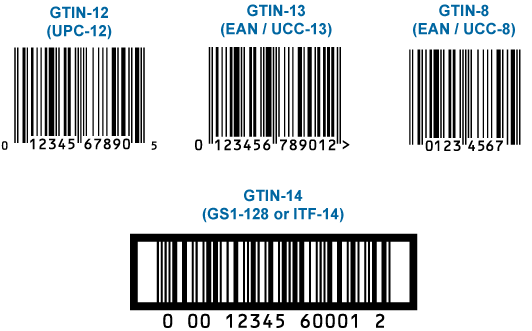 GTIN-12
(UPC-12)
0 12345 67890 5
GTIN-13
(EAN / UCC-13)
0 123456 789012 >
GTIN-8
(EAN / UCC-8)
0123 4567
GTIN-14
(GS1-128 or ITF-14)
0 00 12345 60001 2